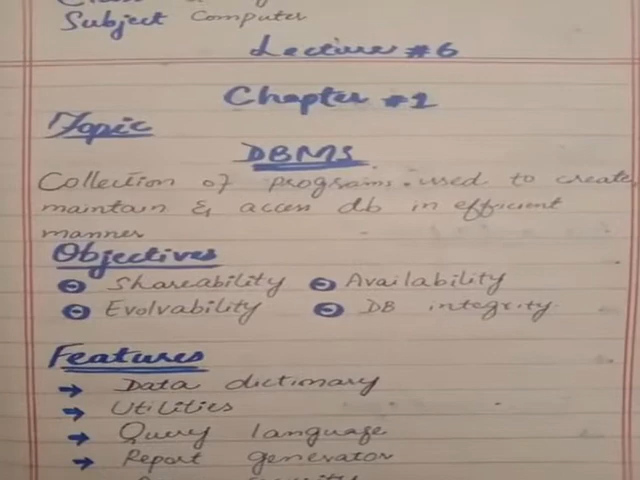 Subject Computer
Lecture #6
Chapter #1
Topic
DBMS
Collection of programs used to create
maintain & access db in efficient
manner
Objectives
Shareability
Availability
Evolvability
DB integrity
Features
→ Data dictionary
→ Utilities
→ Query language
→ Report generator